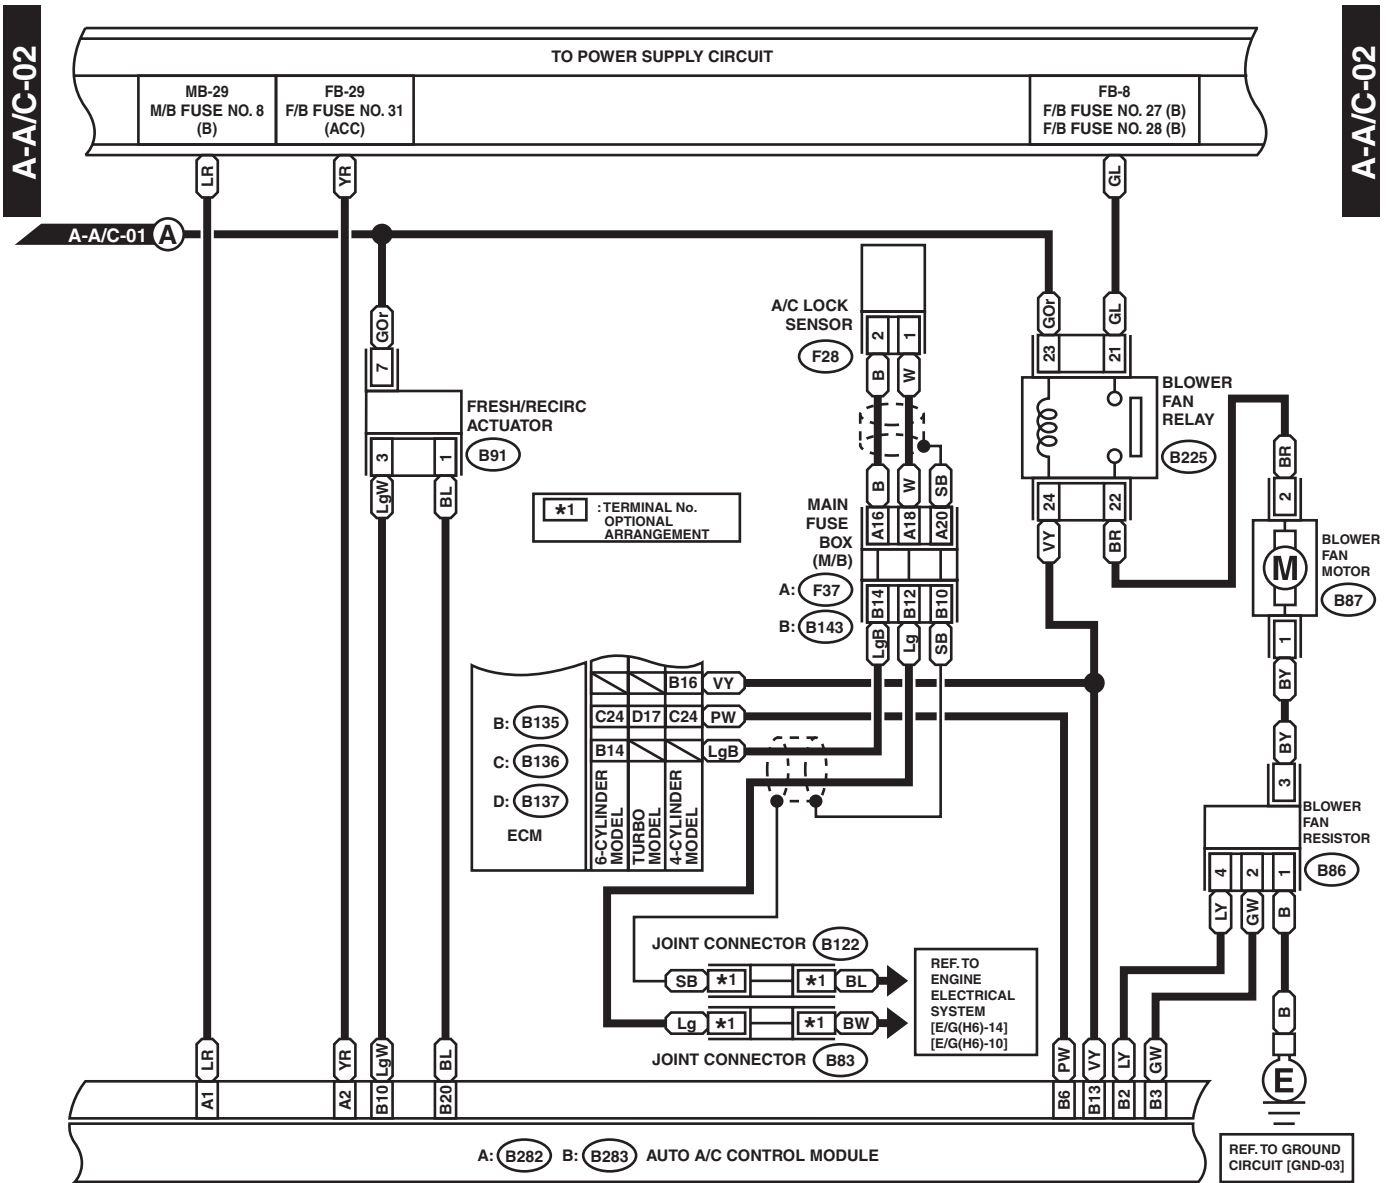 A-A/C-02
A-A/C-02
TO POWER SUPPLY CIRCUIT
MB-29
M/B FUSE NO. 8
(B)
FB-29
F/B FUSE NO. 31
(ACC)
FB-8
F/B FUSE NO. 27 (B)
F/B FUSE NO. 28 (B)
LR
YR
GL
A-A/C-01
A
GOr
7
FRESH/RECIRC
ACTUATOR
B91
3
1
LgW
BL
A/C LOCK
SENSOR
F28
2
1
B
W
B
W
SB
MAIN
FUSE
BOX
(M/B)
A16
A18
A20
A: F37
B: B143
B14
B12
B10
LgB
Lg
SB
GOr
GL
23
21
BLOWER
FAN
RELAY
B225
24
22
VY
BR
BR
2
M
BLOWER
FAN
MOTOR
B87
1
BY
BY
3
BLOWER
FAN
RESISTOR
B86
4
2
1
LY
GW
B
B
E
REF. TO GROUND
CIRCUIT [GND-03]
*1 : TERMINAL No.
OPTIONAL
ARRANGEMENT
B: B135
C: B136
D: B137
ECM
B16 VY
C24 D17 C24 PW
B14 LgB
6-CYLINDER
MODEL
TURBO
MODEL
4-CYLINDER
MODEL
JOINT CONNECTOR B122
SB *1 *1 BL
Lg *1 *1 BW
JOINT CONNECTOR B83
REF. TO
ENGINE
ELECTRICAL
SYSTEM
[E/G(H6)-14]
[E/G(H6)-10]
LR
YR
LgW
BL
PW
VY
LY
GW
A1
A2
B10
B20
B6
B13
B2
B3
A: B282 B: B283 AUTO A/C CONTROL MODULE